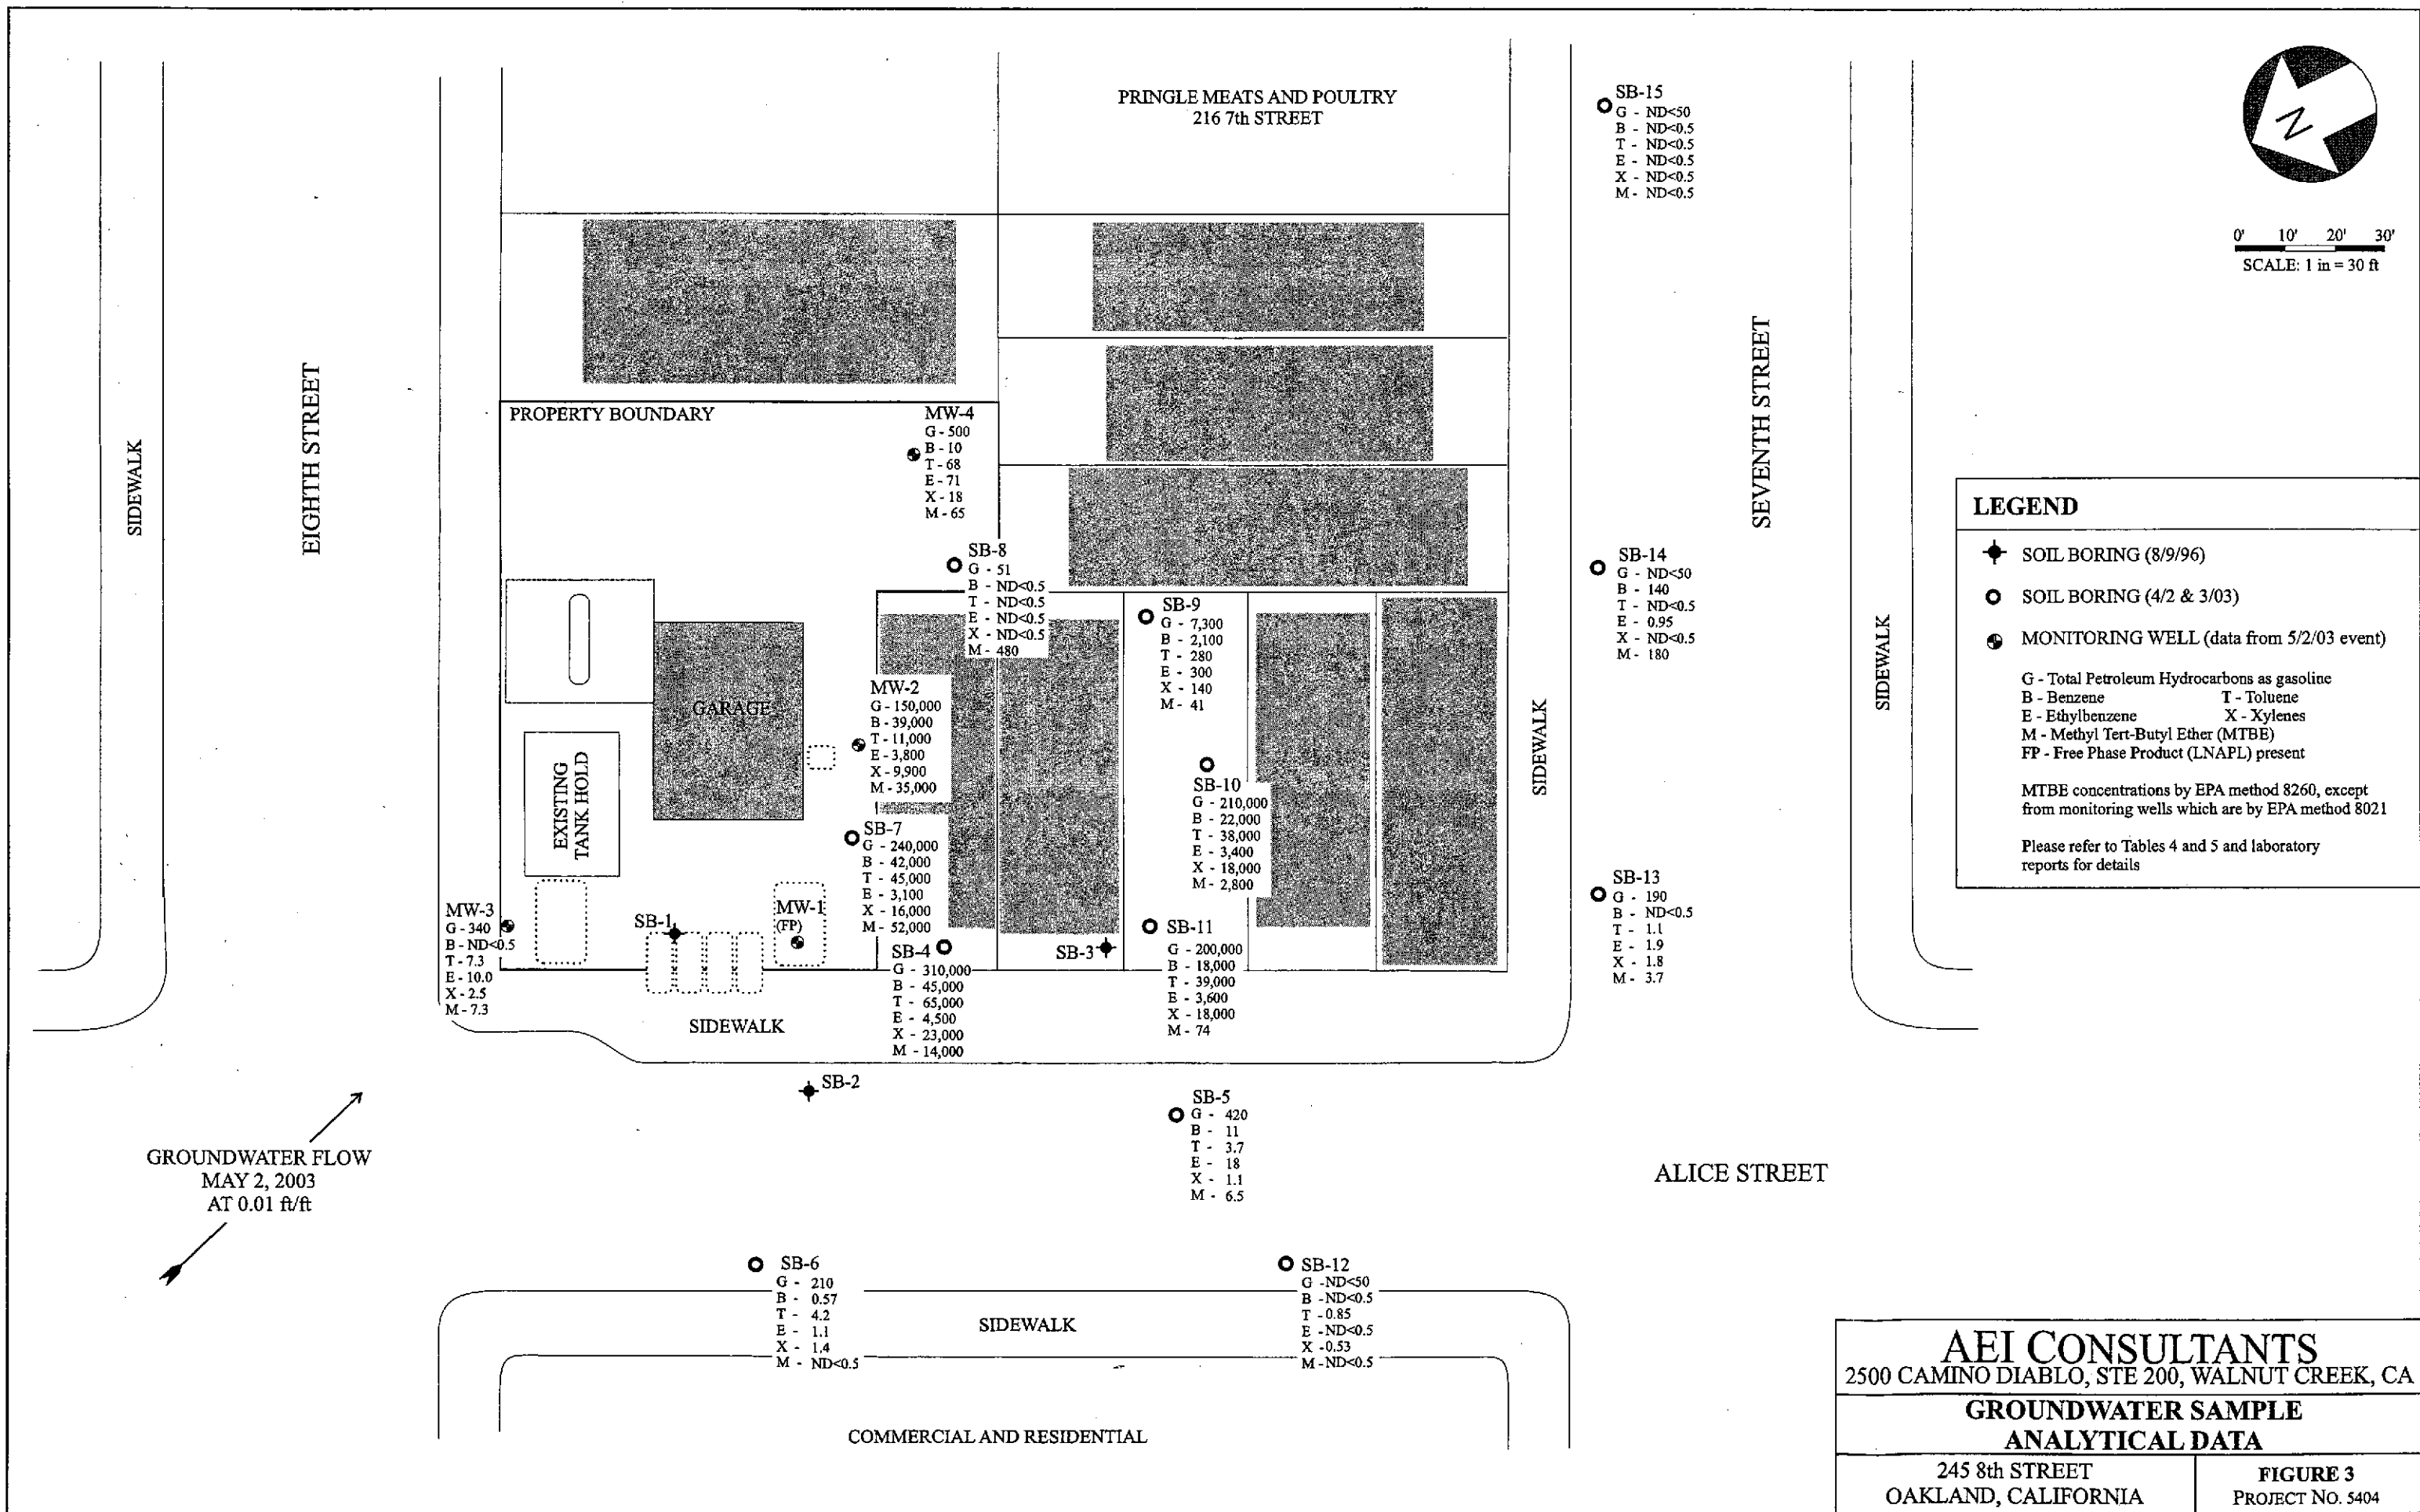 PRINGLE MEATS AND POULTRY
216 7th STREET
SB-15
G - ND<50
B - ND<0.5
T - ND<0.5
E - ND<0.5
X - ND<0.5
M - ND<0.5
N
0' 10' 20' 30'
SCALE: 1 in = 30 ft
SIDEWALK
EIGHTH STREET
PROPERTY BOUNDARY
MW-4
G - 500
B - 10
T - 68
E - 71
X - 18
M - 65
SB-8
G - 51
B - ND<0.5
T - ND<0.5
E - ND<0.5
X - ND<0.5
M - 480
SB-9
G - 7,300
B - 2,100
T - 280
E - 300
X - 140
M - 41
SB-14
G - ND<50
B - 140
T - ND<0.5
E - 0.95
X - ND<0.5
M - 180
SEVENTH STREET
SIDEWALK
SIDEWALK
LEGEND
SOIL BORING (8/9/96)
SOIL BORING (4/2 & 3/03)
MONITORING WELL (data from 5/2/03 event)
G - Total Petroleum Hydrocarbons as gasoline
B - Benzene T - Toluene
E - Ethylbenzene X - Xylenes
M - Methyl Tert-Butyl Ether (MTBE)
FP - Free Phase Product (LNAPL) present
MTBE concentrations by EPA method 8260, except
from monitoring wells which are by EPA method 8021
Please refer to Tables 4 and 5 and laboratory
reports for details
GARAGE
EXISTING
TANK HOLD
MW-2
G - 150,000
B - 39,000
T - 11,000
E - 3,800
X - 9,900
M - 35,000
SB-10
G - 210,000
B - 22,000
T - 38,000
E - 3,400
X - 18,000
M - 2,800
SB-7
G - 240,000
B - 42,000
T - 45,000
E - 3,100
X - 16,000
M - 52,000
SB-13
G - 190
B - ND<0.5
T - 1.1
E - 1.9
X - 1.8
M - 3.7
MW-3
G - 340
B - ND<0.5
T - 7.3
E - 10.0
X - 2.5
M - 7.3
SB-1
MW-1
(FP)
SB-4
G - 310,000
B - 45,000
T - 65,000
E - 4,500
X - 23,000
M - 14,000
SB-3
SB-11
G - 200,000
B - 18,000
T - 39,000
E - 3,600
X - 18,000
M - 74
SIDEWALK
SB-2
SB-5
G - 420
B - 11
T - 3.7
E - 18
X - 1.1
M - 6.5
GROUNDWATER FLOW
MAY 2, 2003
AT 0.01 ft/ft
ALICE STREET
SB-6
G - 210
B - 0.57
T - 4.2
E - 1.1
X - 1.4
M - ND<0.5
SIDEWALK
SB-12
G -ND<50
B -ND<0.5
T -0.85
E -ND<0.5
X -0.53
M -ND<0.5
COMMERCIAL AND RESIDENTIAL
AEI CONSULTANTS
2500 CAMINO DIABLO, STE 200, WALNUT CREEK, CA
GROUNDWATER SAMPLE
ANALYTICAL DATA
245 8th STREET
OAKLAND, CALIFORNIA
FIGURE 3
PROJECT NO. 5404